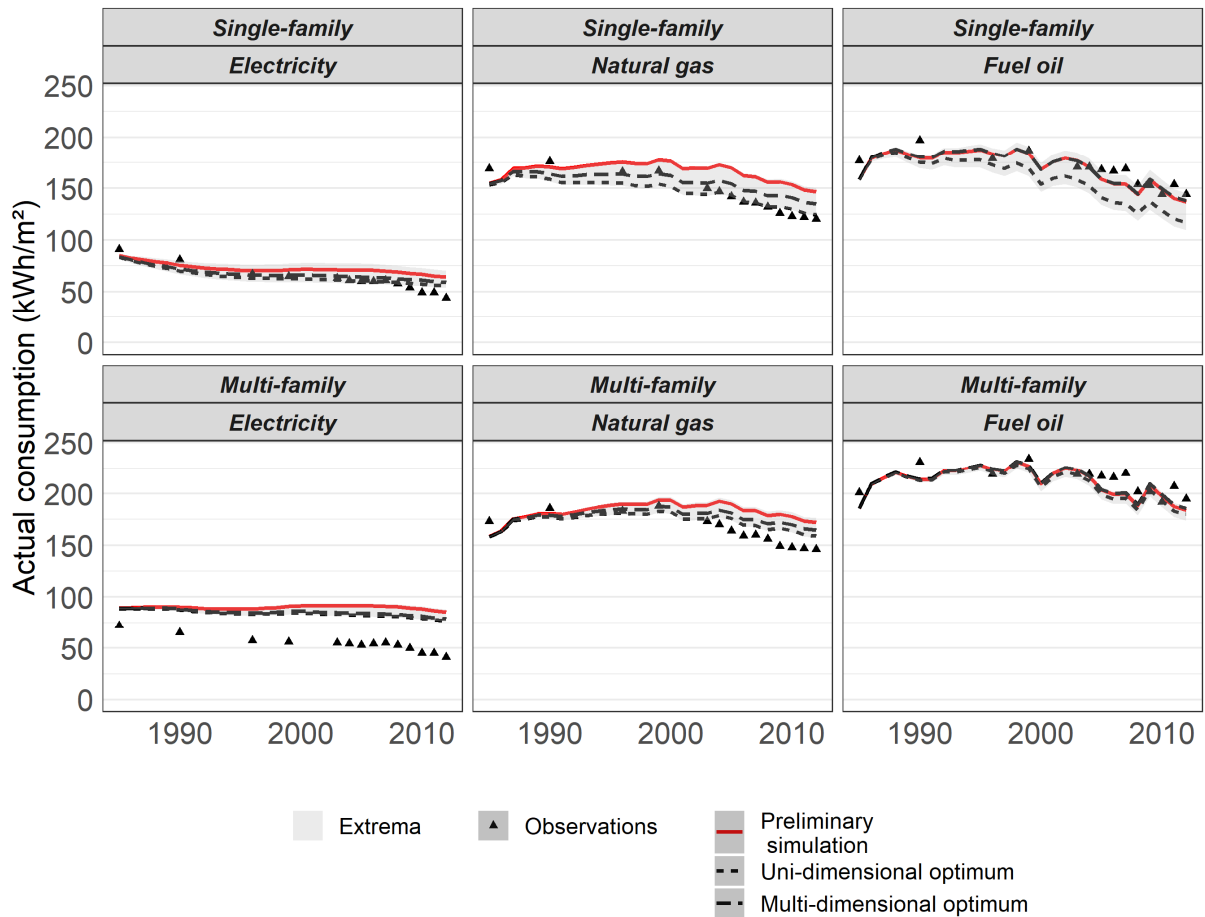 Single-family
Single-family
Single-family
Electricity
Natural gas
Fuel oil
250
200
150
100
50
0
Multi-family
Multi-family
Multi-family
Electricity
Natural gas
Fuel oil
250
200
150
100
50
0
Actual consumption (kWh/m²)
1990
2000
2010
1990
2000
2010
1990
2000
2010
Extrema
Observations
Preliminary
simulation
Uni-dimensional optimum
Multi-dimensional optimum